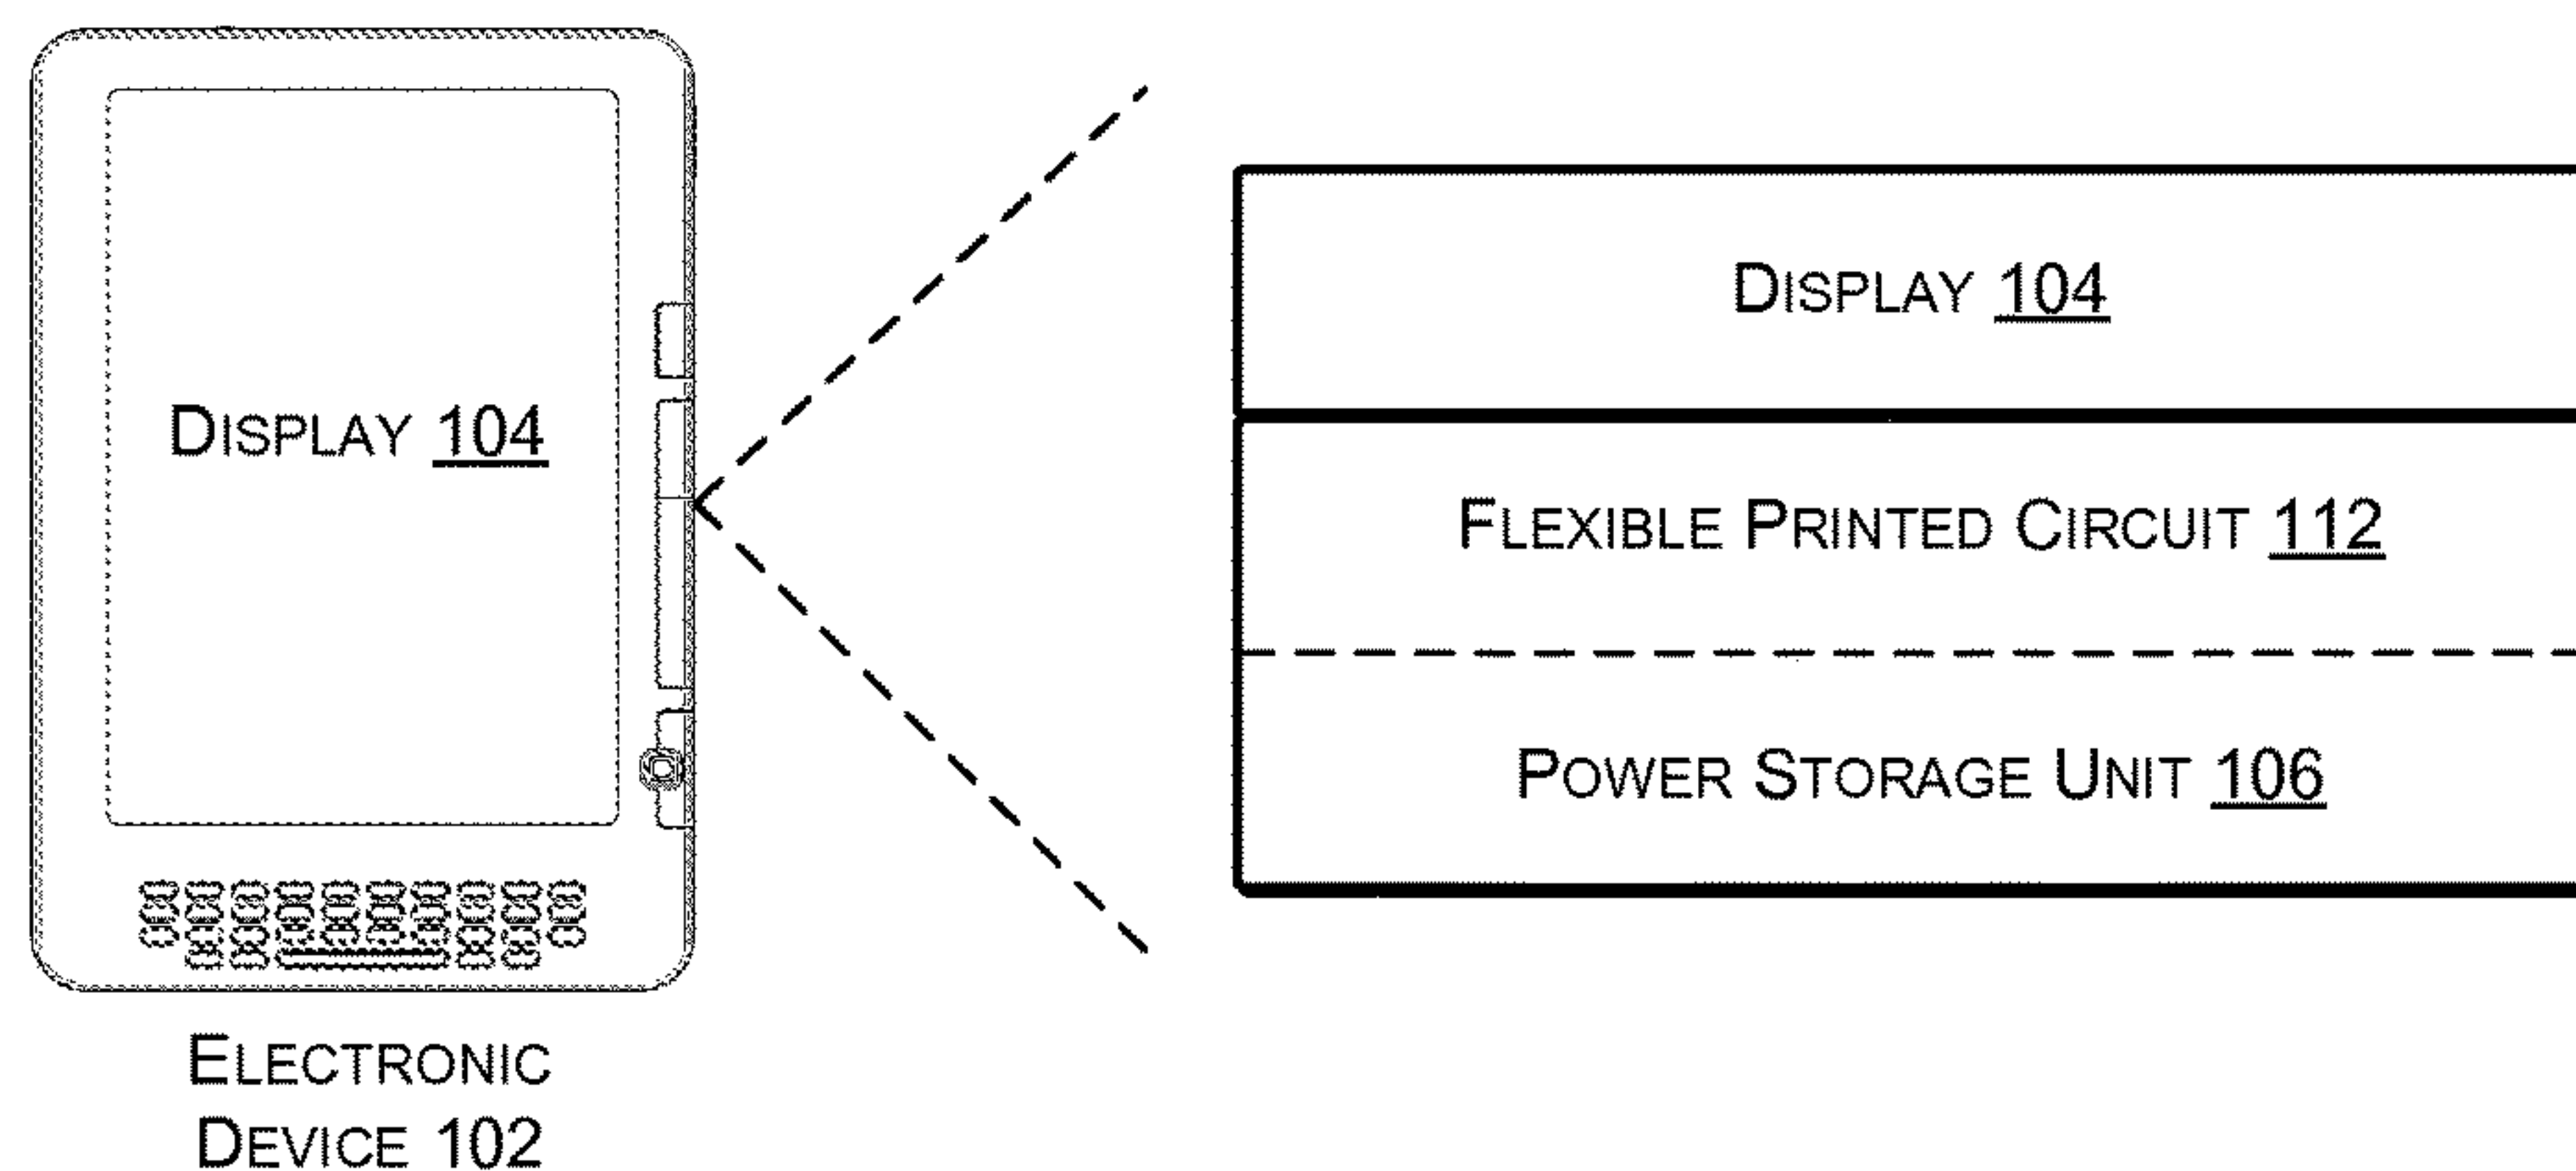 DISPLAY 104
ELECTRONIC
DEVICE 102
DISPLAY 104
FLEXIBLE PRINTED CIRCUIT 112
POWER STORAGE UNIT 106